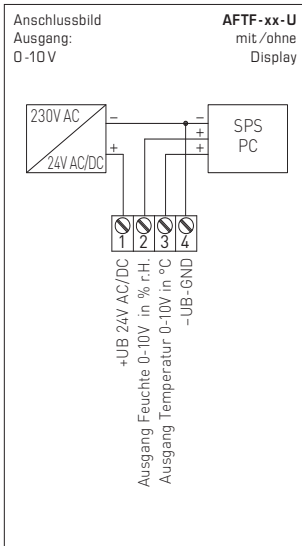 Anschlussbild
Ausgang:
0-10 V
AFTF-xx-U
mit/ohne
Display
230V AC
24V AC/DC
–
+
–
+
+
SPS
PC
1
2
3
4
+UB 24V AC/DC
Ausgang Feuchte 0-10V in % r.H.
Ausgang Temperatur 0-10V in °C
–UB-GND